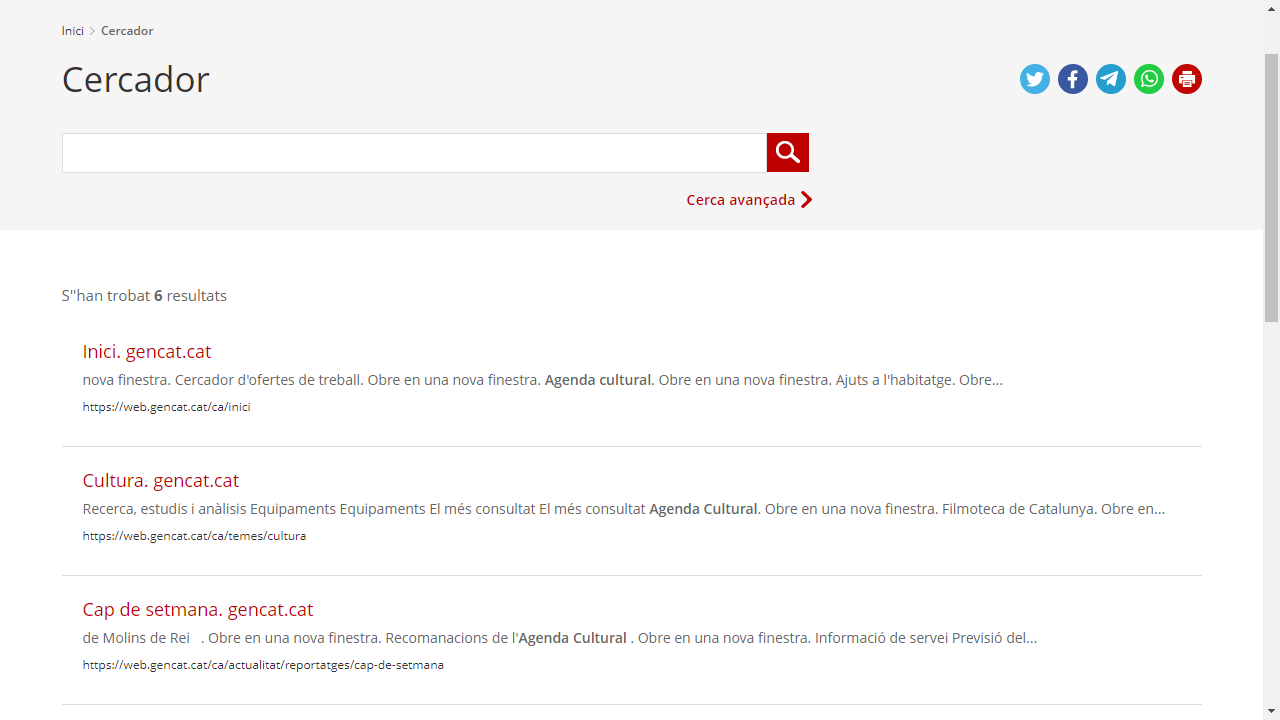 Inici > Cercador
Cercador
Cerca avançada
S''han trobat 6 resultats
Inici. gencat.cat
nova finestra. Cercador d'ofertes de treball. Obre en una nova finestra. Agenda cultural. Obre en una nova finestra. Ajuts a l'habitatge. Obre...
https://web.gencat.cat/ca/inici
Cultura. gencat.cat
Recerca, estudis i anàlisis Equipaments Equipaments El més consultat El més consultat Agenda Cultural. Obre en una nova finestra. Filmoteca de Catalunya. Obre en...
https://web.gencat.cat/ca/temes/cultura
Cap de setmana. gencat.cat
de Molins de Rei   . Obre en una nova finestra. Recomanacions de l'Agenda Cultural . Obre en una nova finestra. Informació de servei Previsió del...
https://web.gencat.cat/ca/actualitat/reportatges/cap-de-setmana